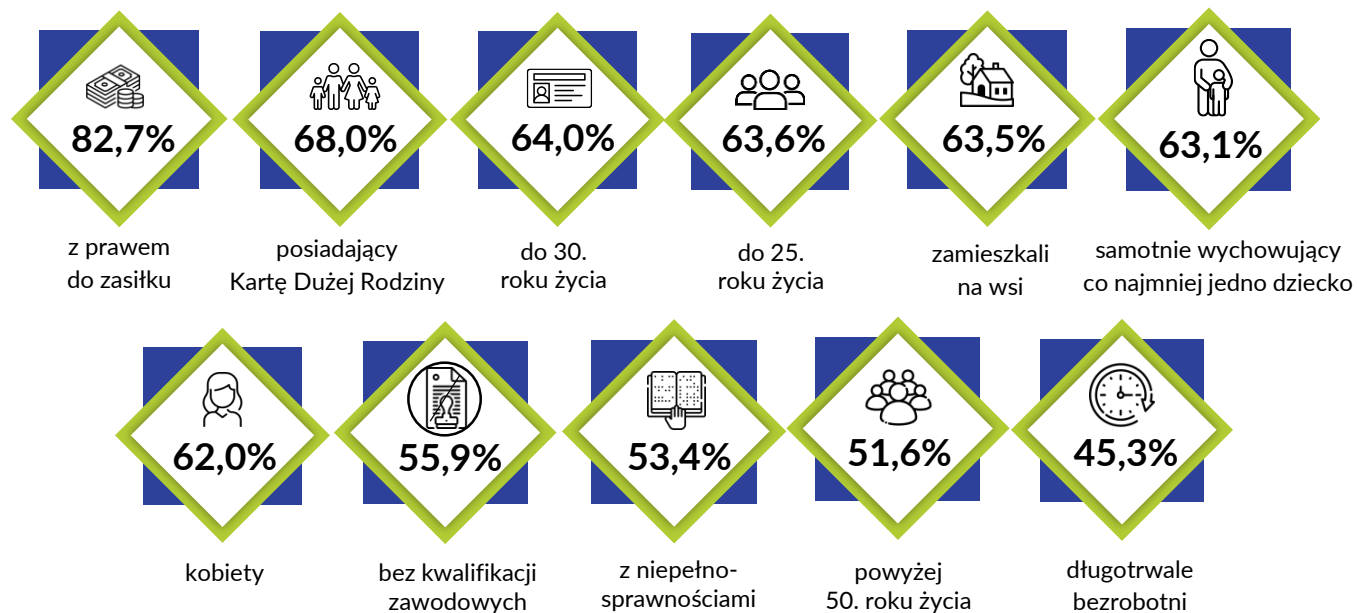 82,7%
68,0%
64,0%
63,6%
63,5%
63,1%
z prawem
do zasiłku
posiadający
Kartę Dużej Rodziny
do 30.
roku życia
do 25.
roku życia
zamieszkali
na wsi
samotnie wychowujący
co najmniej jedno dziecko
62,0%
55,9%
53,4%
51,6%
45,3%
kobiety
bez kwalifikacji
zawodowych
z niepełno-
sprawnościami
powyżej
50. roku życia
długotrwale
bezrobotni